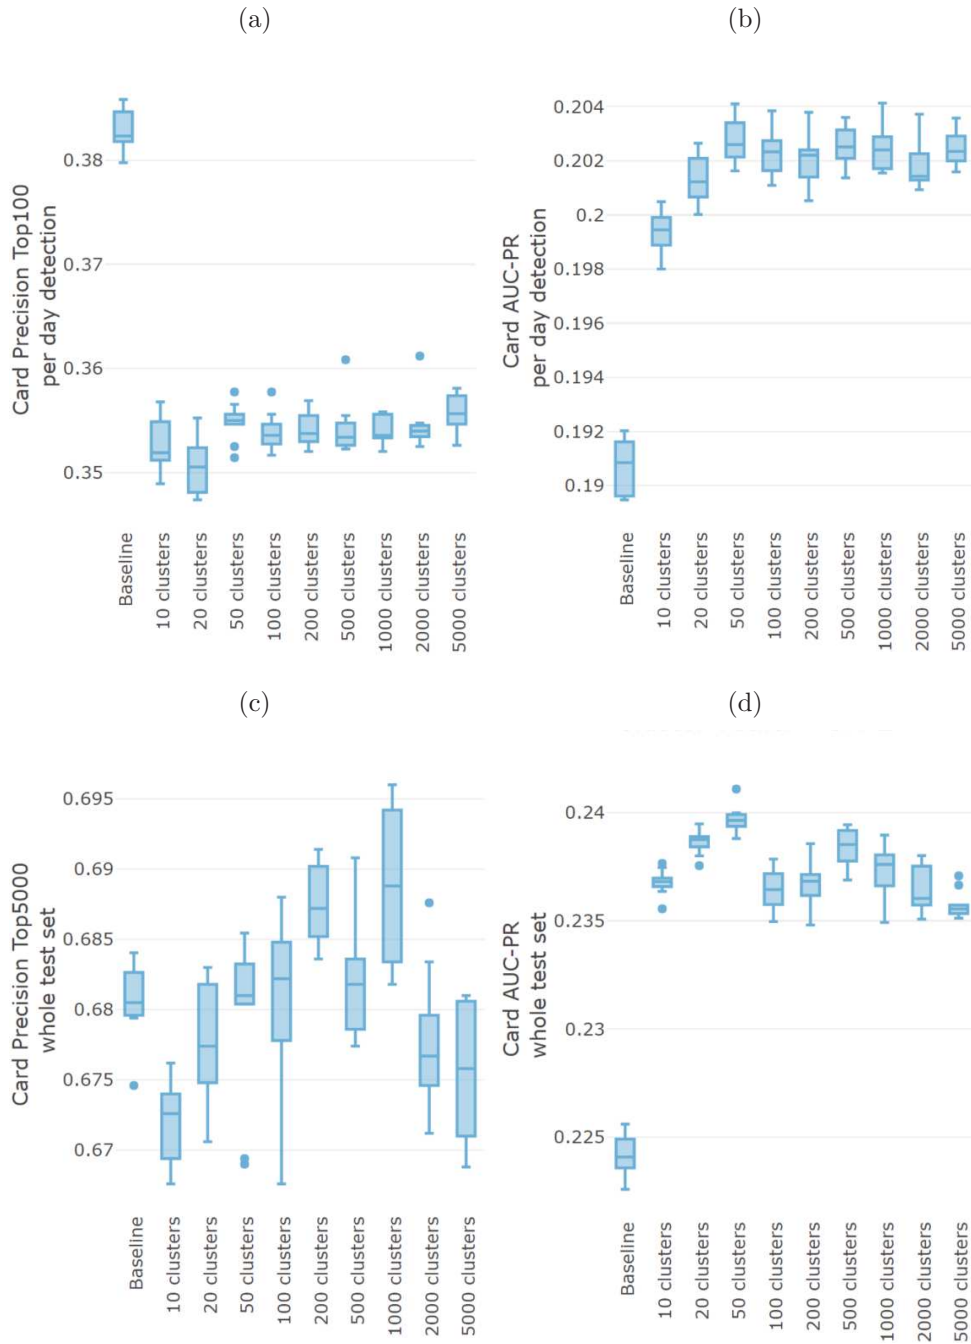 (a)
Card Precision Top100
per day detection
0.38
0.37
0.36
0.35
Baseline
10 clusters
20 clusters
50 clusters
100 clusters
200 clusters
500 clusters
1000 clusters
2000 clusters
5000 clusters
(b)
Card AUC-PR
per day detection
0.204
0.202
0.2
0.198
0.196
0.194
0.192
0.19
Baseline
10 clusters
20 clusters
50 clusters
100 clusters
200 clusters
500 clusters
1000 clusters
2000 clusters
5000 clusters
(c)
Card Precision Top5000
whole test set
0.695
0.69
0.685
0.68
0.675
0.67
Baseline
10 clusters
20 clusters
50 clusters
100 clusters
200 clusters
500 clusters
1000 clusters
2000 clusters
5000 clusters
(d)
Card AUC-PR
whole test set
0.24
0.235
0.23
0.225
Baseline
10 clusters
20 clusters
50 clusters
100 clusters
200 clusters
500 clusters
1000 clusters
2000 clusters
5000 clusters